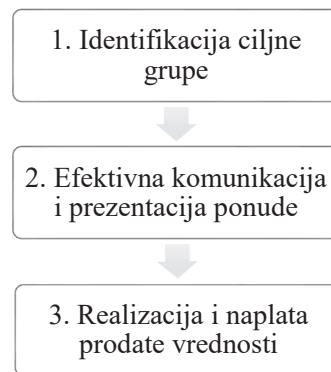 1. Identifikacija ciljne
grupe
2. Efektivna komunikacija
i prezentacija ponude
3. Realizacija i naplata
prodate vrednosti